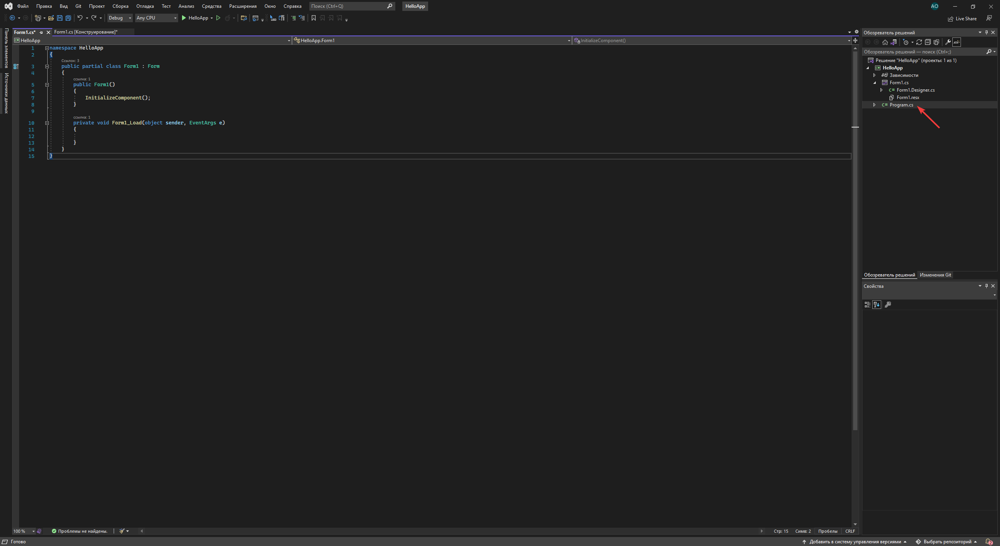 Файл Правка Вид Git Проект Сборка Отладка Тест Анализ Средства Расширения Окно Справка Поиск (Ctrl+Q) HelloApp AO
Debug Any CPU HelloApp Live Share
Панель элементов
Источники данных
Form1.cs* Form1.cs [Конструирование]*
HelloApp HelloApp.Form1 InitializeComponent()
1 namespace HelloApp
2 {
Ссылок: 3
3 public partial class Form1 : Form
4 {
ссылка: 1
5 public Form1()
6 {
7 InitializeComponent();
8 }
9
ссылка: 1
10 private void Form1_Load(object sender, EventArgs e)
11 {
12
13 }
14 }
15 }
100 % Проблемы не найдены. Стр: 15 Симв: 2 Пробелы CRLF
Обозреватель решений
Обозреватель решений — поиск (Ctrl+;)
Решение "HelloApp" (проекты: 1 из 1)
C# HelloApp
Зависимости
Form1.cs
C# Form1.Designer.cs
Form1.resx
C# Program.cs
Обозреватель решений Изменения Git
Свойства
Готово Добавить в систему управления версиями Выбрать репозиторий 2